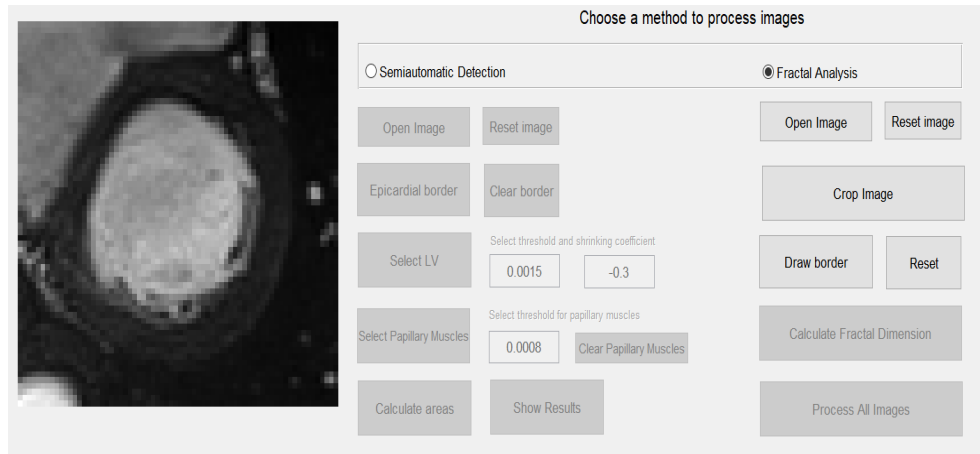 Choose a method to process images
Semiautomatic Detection
Fractal Analysis
Open Image
Reset image
Open Image
Reset image
Epicardial border
Clear border
Crop Image
Select LV
Select threshold and shrinking coefficient
0.0015
-0.3
Draw border
Reset
Select Papillary Muscles
Select threshold for papillary muscles
0.0008
Clear Papillary Muscles
Calculate Fractal Dimension
Calculate areas
Show Results
Process All Images